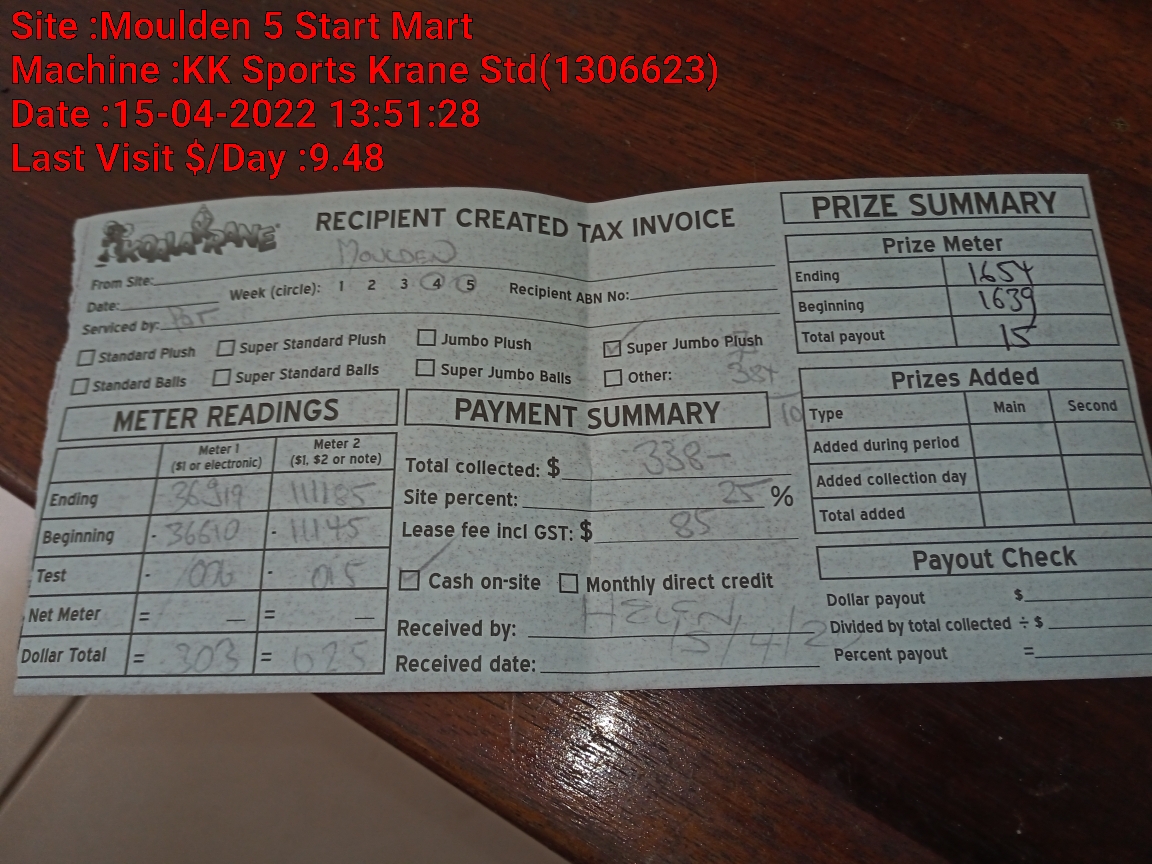 Site :Moulden 5 Start Mart
Machine :KK Sports Krane Std(1306623)
Date :15-04-2022 13:51:28
Last Visit $/Day :9.48
KOALA KRANE
RECIPIENT CREATED TAX INVOICE
From Site: MOULDEN
Date: Week (circle): 1 2 3 4 5 Recipient ABN No:
Serviced by:
Standard Plush Super Standard Plush Jumbo Plush Super Jumbo Plush
Standard Balls Super Standard Balls Super Jumbo Balls Other:
METER READINGS
Meter 1 ($1 or electronic) Meter 2 ($1, $2 or note)
Ending 36919 111185
Beginning - 36610 - 11145
Test - 006 - 015
Net Meter = — = —
Dollar Total = 303 = 625
PAYMENT SUMMARY
Total collected: $ 338-
Site percent: 25 %
Lease fee incl GST: $ 85
Cash on-site Monthly direct credit
Received by: HELEN
Received date: 15/4/2
PRIZE SUMMARY
Prize Meter
Ending 1654
Beginning 1639
Total payout 15
Prizes Added
Type Main Second
Added during period
Added collection day
Total added
Payout Check
Dollar payout $
Divided by total collected ÷ $
Percent payout =